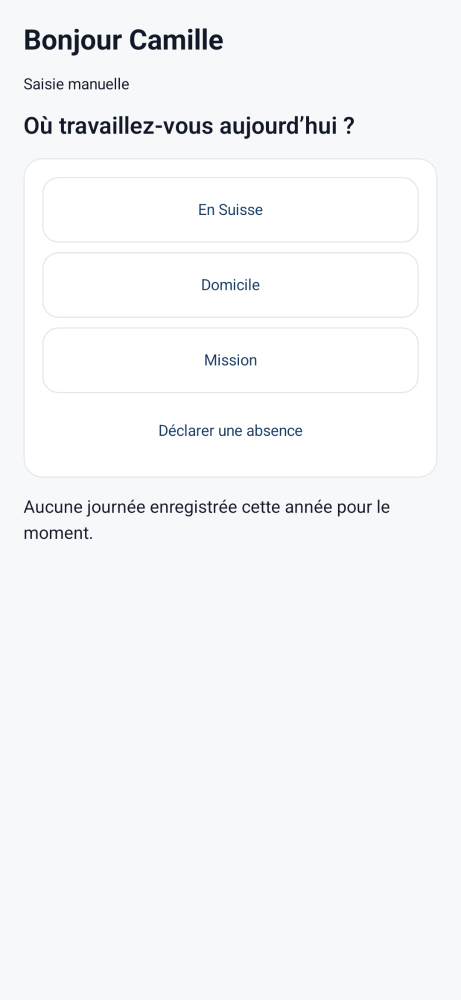 Bonjour Camille
Saisie manuelle
Où travaillez-vous aujourd’hui ?
En Suisse
Domicile
Mission
Déclarer une absence
Aucune journée enregistrée cette année pour le
moment.